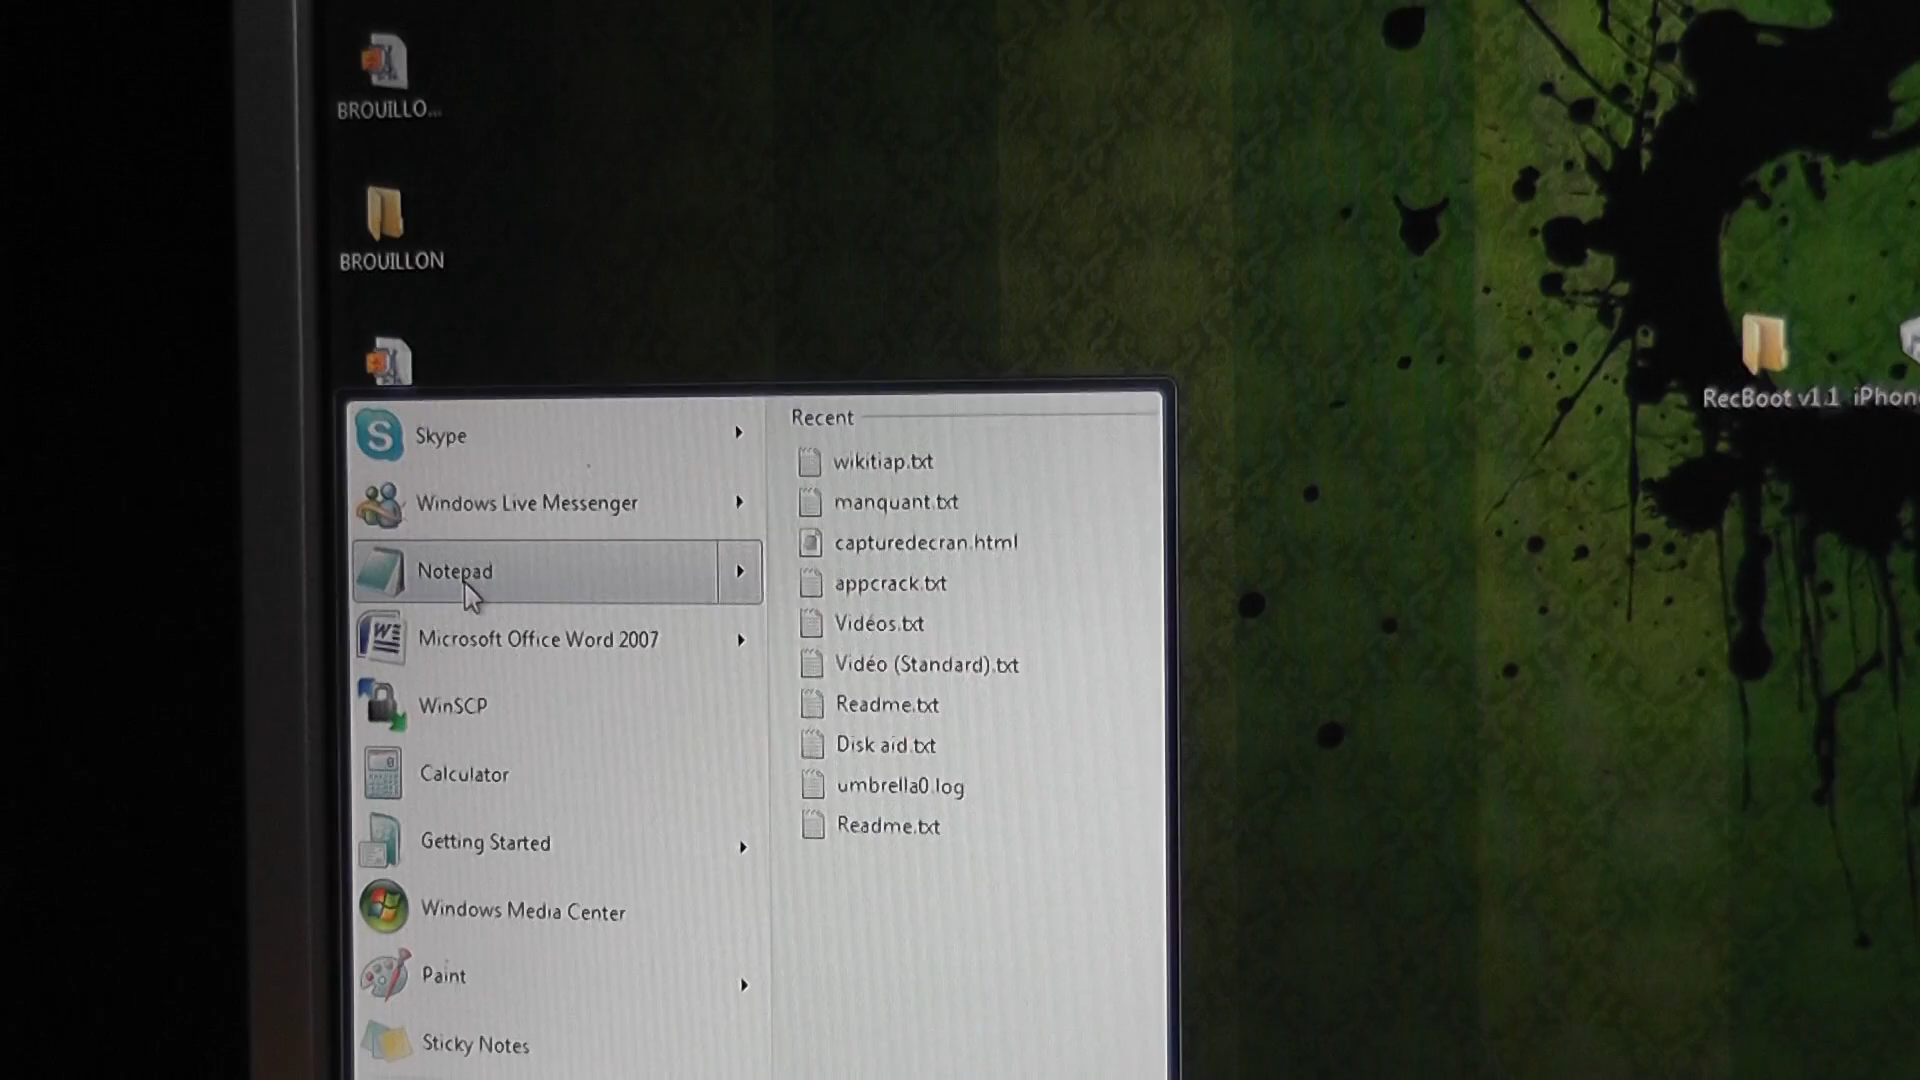 BROUILLO...
BROUILLON
RecBoot v1.1
Skype
Windows Live Messenger
Notepad
Microsoft Office Word 2007
WinSCP
Calculator
Getting Started
Windows Media Center
Paint
Sticky Notes
Recent
wikitiap.txt
manquant.txt
capturedecran.html
appcrack.txt
Vidéos.txt
Vidéo (Standard).txt
Readme.txt
Disk aid.txt
umbrella0.log
Readme.txt